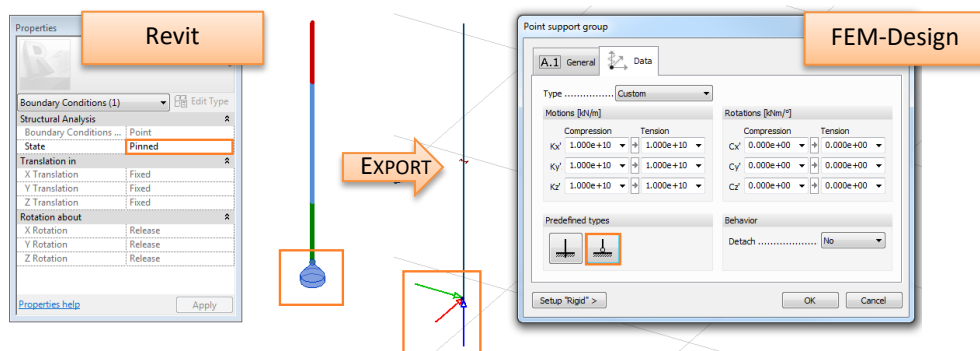 Properties
Revit
Boundary Conditions (1)
Edit Type
Structural Analysis
Boundary Conditions ... Point
State Pinned
Translation in
X Translation Fixed
Y Translation Fixed
Z Translation Fixed
Rotation about
X Rotation Release
Y Rotation Release
Z Rotation Release
Properties help
Apply
EXPORT
Point support group
FEM-Design
A.1 General
Data
Type ................ Custom
Motions [kN/m]
Compression Tension
Kx' 1.000e+10 1.000e+10
Ky' 1.000e+10 1.000e+10
Kz' 1.000e+10 1.000e+10
Rotations [kNm/°]
Compression Tension
Cx' 0.000e+00 0.000e+00
Cy' 0.000e+00 0.000e+00
Cz' 0.000e+00 0.000e+00
Predefined types
Behavior
Detach .................. No
Setup "Rigid" >
OK
Cancel